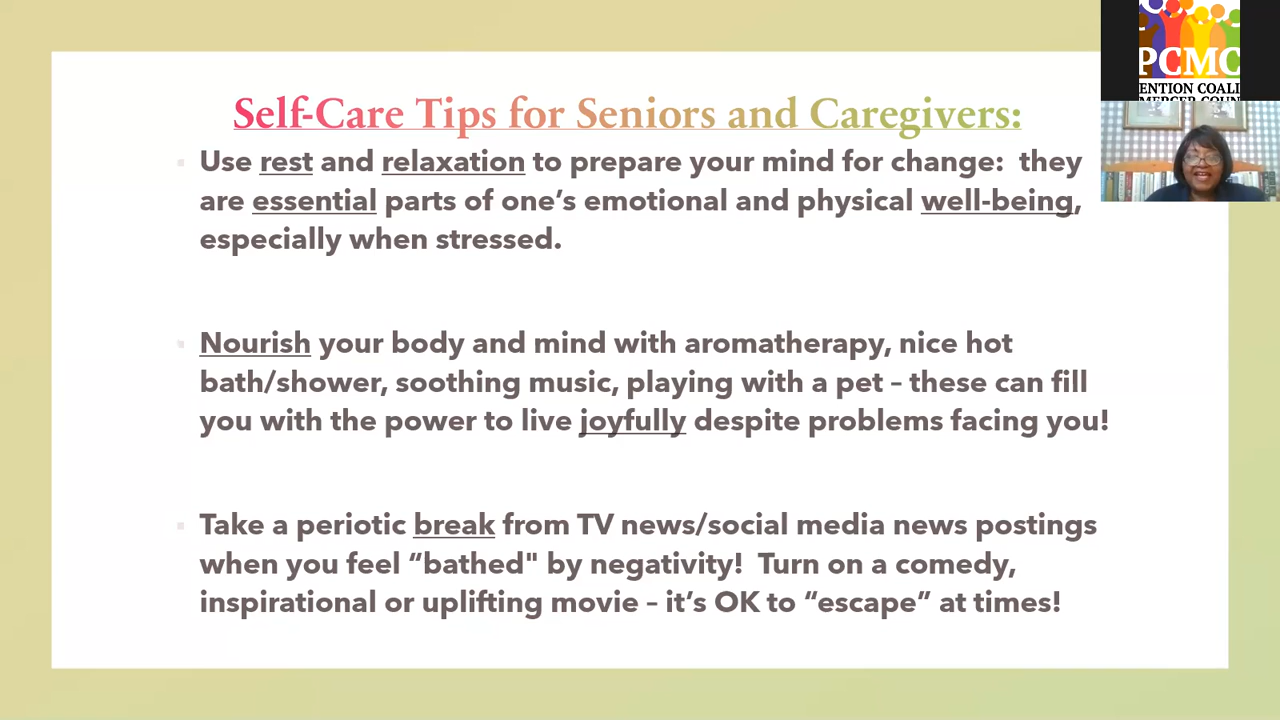 Self-Care Tips for Seniors and Caregivers:
Use rest and relaxation to prepare your mind for change:  they
are essential parts of one’s emotional and physical well-being,
especially when stressed.
Nourish your body and mind with aromatherapy, nice hot
bath/shower, soothing music, playing with a pet – these can fill
you with the power to live joyfully despite problems facing you!
Take a periotic break from TV news/social media news postings
when you feel “bathed" by negativity!  Turn on a comedy,
inspirational or uplifting movie – it’s OK to “escape” at times!
PCMC
ENTION COALI